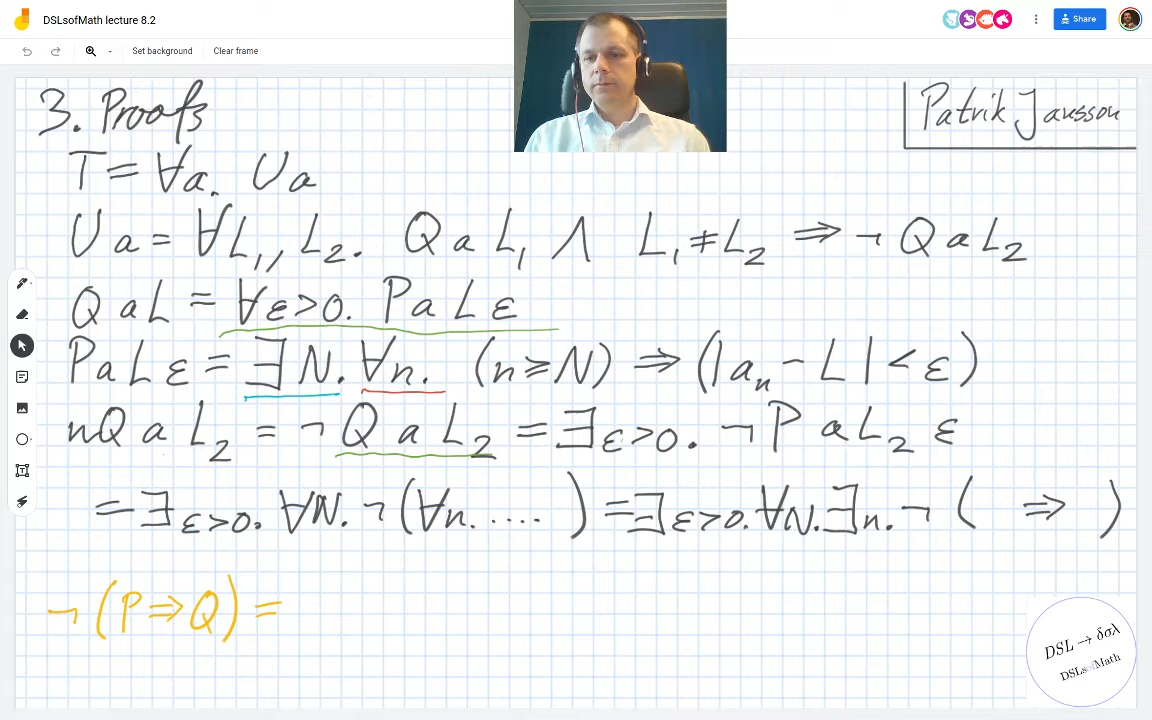 DSLsofMath lecture 8.2
Share
Set background
Clear frame
3. Proofs
Patrik Jansson
T = ∀a. U a
U a = ∀L₁, L₂. Q a L₁ ∧ L₁ ≠ L₂ ⇒ ¬ Q a L₂
Q a L = ∀ε>0. P a L ε
P a L ε = ∃N. ∀n. (n ≥ N) ⇒ (|aₙ - L| < ε)
nQ a L₂ = ¬ Q a L₂ = ∃ε>0. ¬ P a L₂ ε
= ∃ε>0. ∀N. ¬ (∀n. ....) = ∃ε>0. ∀N. ∃n. ¬ ( ⇒ )
¬ (P ⇒ Q) =
DSL → δσλ
DSLsofMath